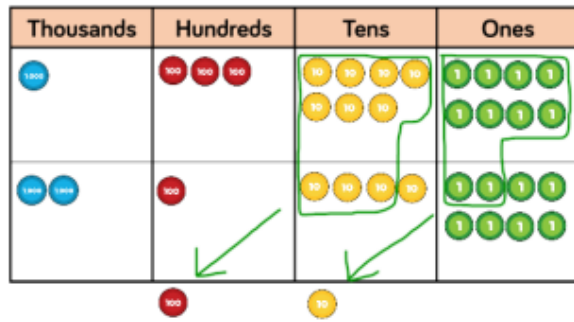 Thousands Hundreds Tens Ones
1,000 100 100 100 10 10 10 10 1 1 1 1
10 10 10 1 1 1 1
1,000 1,000 100 10 10 10 10 1 1 1 1
1 1 1 1
100 10